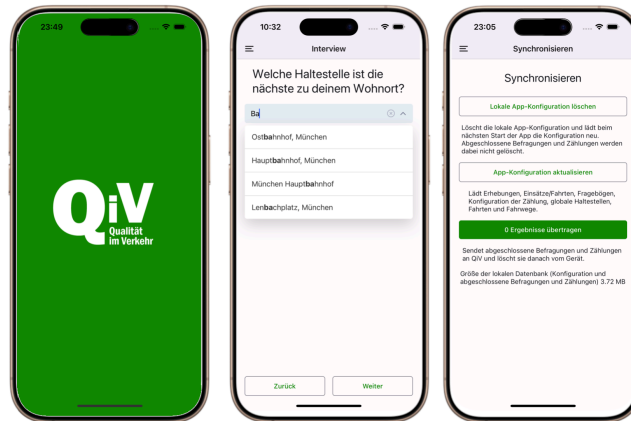 23:49
QiV
Qualität
im Verkehr
10:32
Interview
Welche Haltestelle ist die
nächste zu deinem Wohnort?
Ba
Ostbahnhof, München
Hauptbahnhof, München
München Hauptbahnhof
Lenbachplatz, München
Zurück
Weiter
23:05
Synchronisieren
Synchronisieren
Lokale App-Konfiguration löschen
Löscht die lokale App-Konfiguration und lädt beim
nächsten Start der App die Konfiguration neu.
Abgeschlossene Befragungen und Zählungen werden
dabei nicht gelöscht.
App-Konfiguration aktualisieren
Lädt Erhebungen, Einsätze/Fahrten, Fragebögen,
Konfiguration der Zählung, globale Haltestellen,
Fahrten und Fahrwege.
0 Ergebnisse übertragen
Sendet abgeschlossene Befragungen und Zählungen
an QiV und löscht sie danach vom Gerät.
Größe der lokalen Datenbank (Konfiguration und
abgeschlossene Befragungen und Zählungen) 3.72 MB